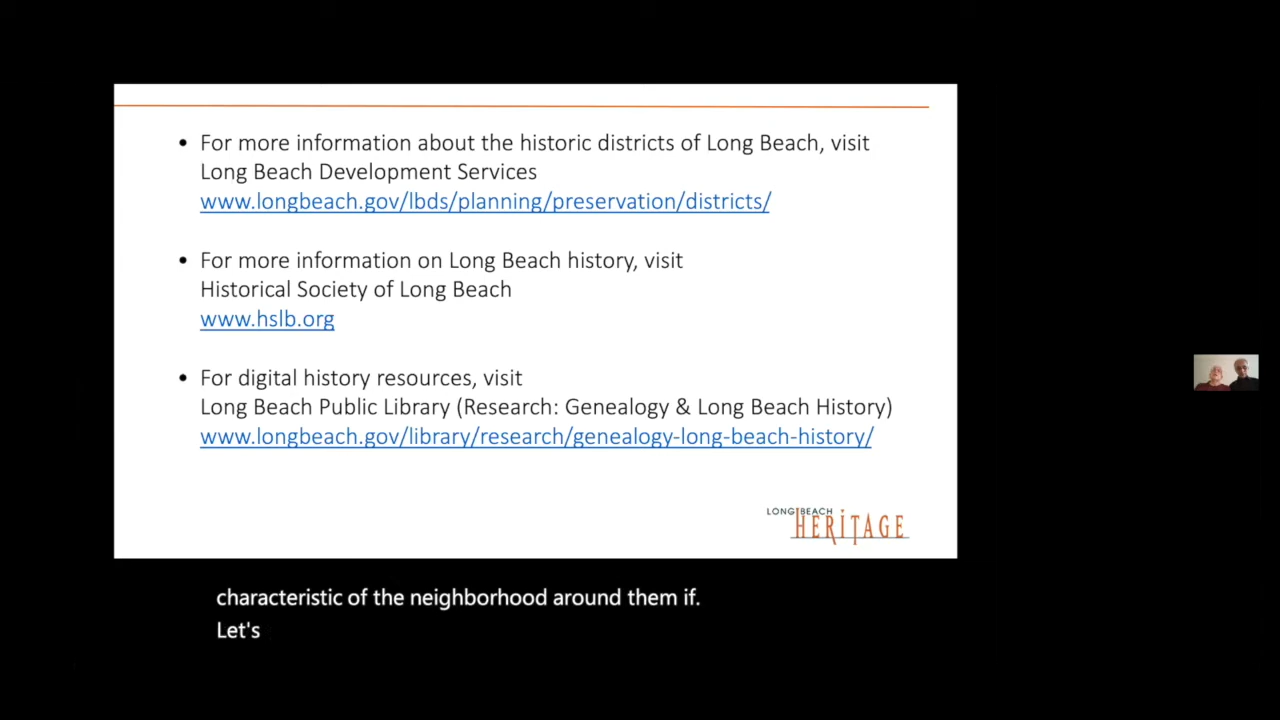 • For more information about the historic districts of Long Beach, visit
Long Beach Development Services
www.longbeach.gov/lbds/planning/preservation/districts/
• For more information on Long Beach history, visit
Historical Society of Long Beach
www.hslb.org
• For digital history resources, visit
Long Beach Public Library (Research: Genealogy & Long Beach History)
www.longbeach.gov/library/research/genealogy-long-beach-history/
LONG BEACH
HERITAGE
characteristic of the neighborhood around them if.
Let's